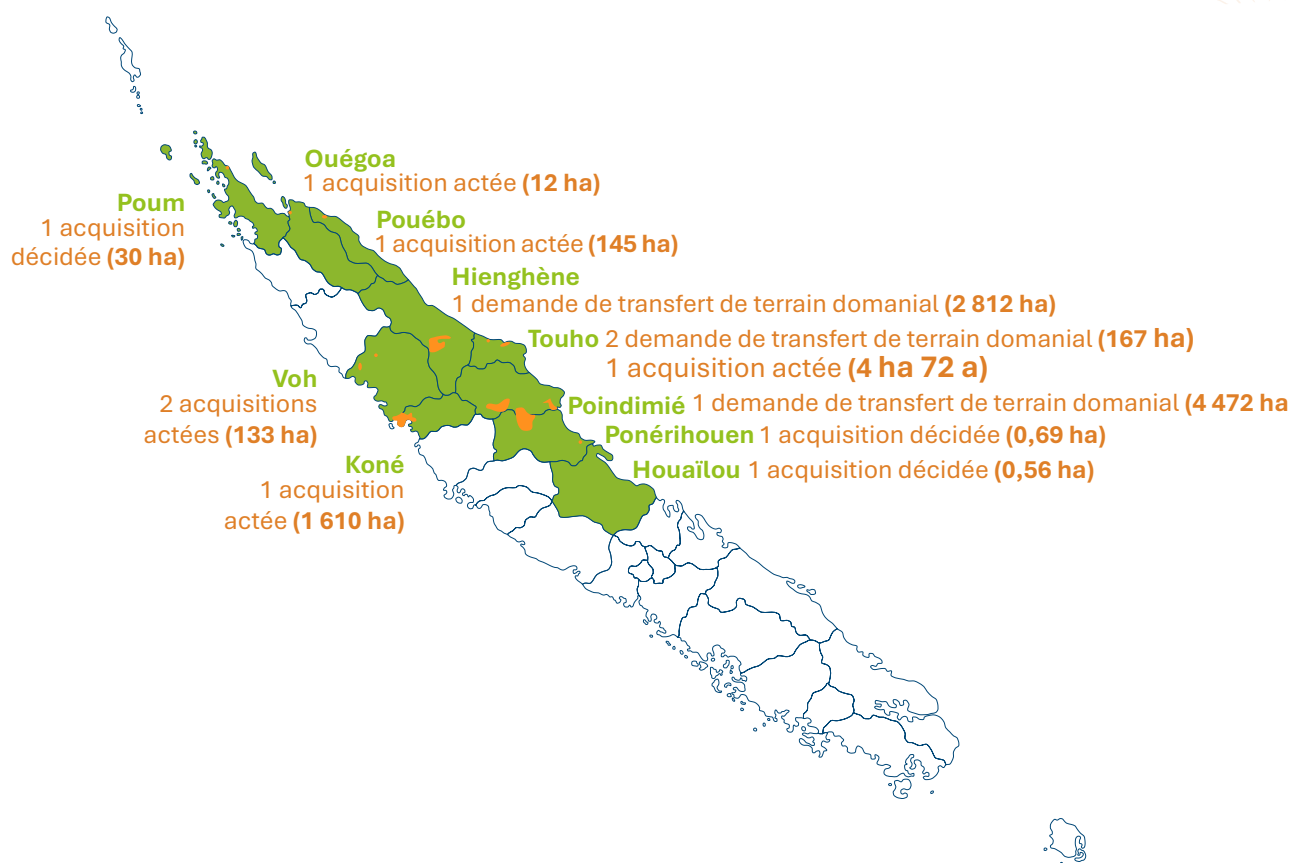 Ouégoa
1 acquisition actée (12 ha)
Poum
1 acquisition
décidée (30 ha)
Pouébo
1 acquisition actée (145 ha)
Hienghène
1 demande de transfert de terrain domanial (2 812 ha)
Touho 2 demande de transfert de terrain domanial (167 ha)
1 acquisition actée (4 ha 72 a)
Voh
2 acquisitions
actées (133 ha)
Poindimié 1 demande de transfert de terrain domanial (4 472 ha
Ponérihouen 1 acquisition décidée (0,69 ha)
Koné
1 acquisition
actée (1 610 ha)
Houaïlou 1 acquisition décidée (0,56 ha)